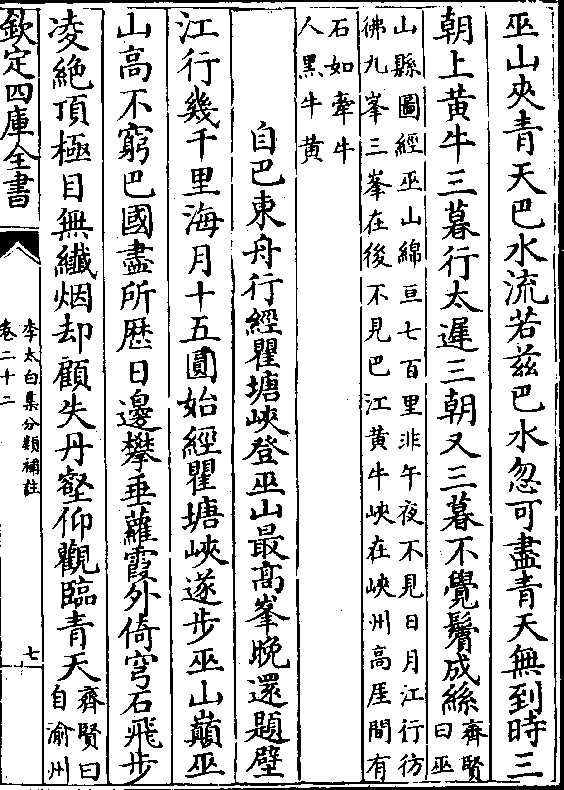 巫山夾青天巴水流若茲巴水忽可盡青天無到時三
朝上黄牛三暮行太遲三朝又三暮不覺鬢成絲齊賢
曰巫
山縣圖經巫山綿亘七百里非午夜不見日月江行彷
彿九峯三峯在後不見巴江黄牛峽在峽州高厓間有
石如牽牛
人黑牛黄
自巴東舟行經瞿塘峽登巫山最高峯晚還題壁
江行幾千里海月十五圓始經瞿塘峽遂步巫山巔巫
山高不窮巴國盡所歷日邊攀垂蘿霞外倚穹石飛步
凌絶頂極目無纖烟却顧失丹壑仰觀臨青天齊賢曰
自渝州
欽定四庫全書
李太白集分類補註
卷二十二
七